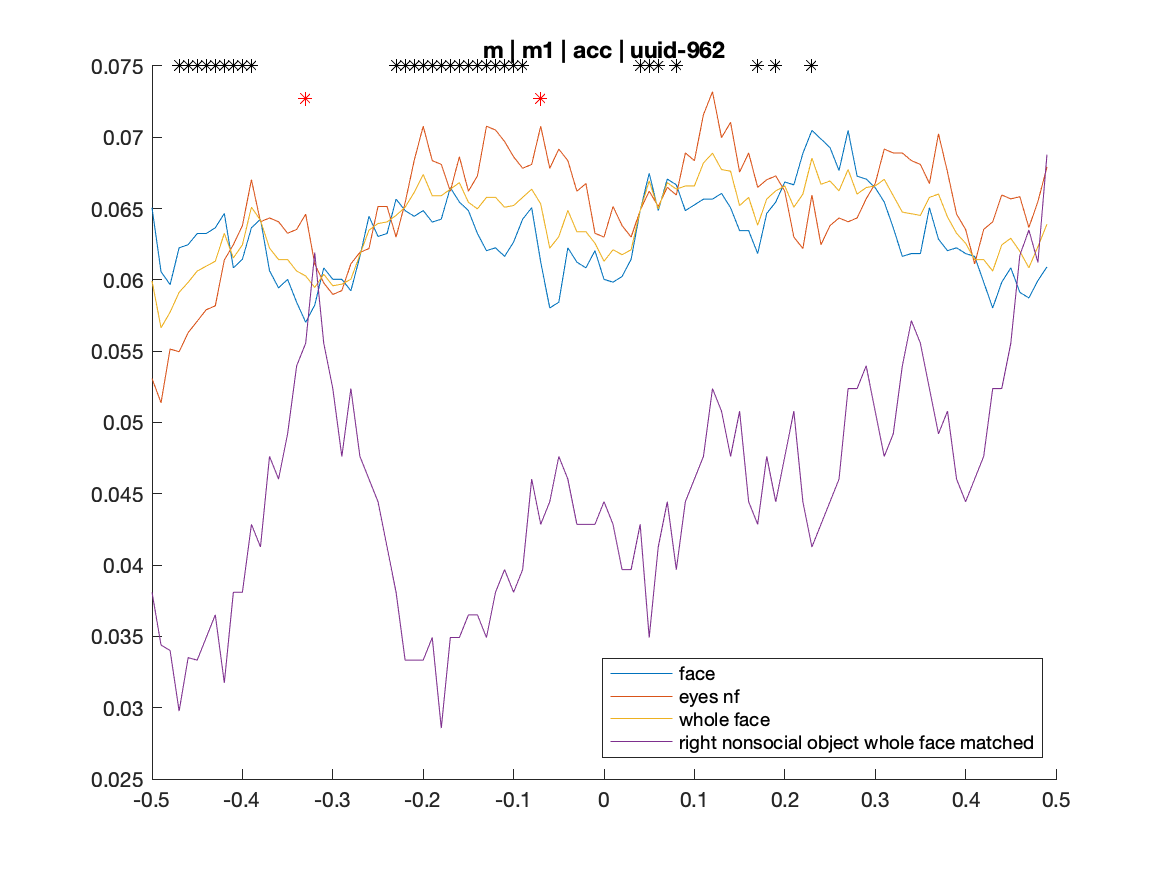 m | m1 | acc | uuid-962
0.075
0.07
0.065
0.06
0.055
0.05
0.045
0.04
0.035
0.03
0.025
face
eyes nf
whole face
right nonsocial object whole face matched
-0.5 -0.4 -0.3 -0.2 -0.1 0 0.1 0.2 0.3 0.4 0.5